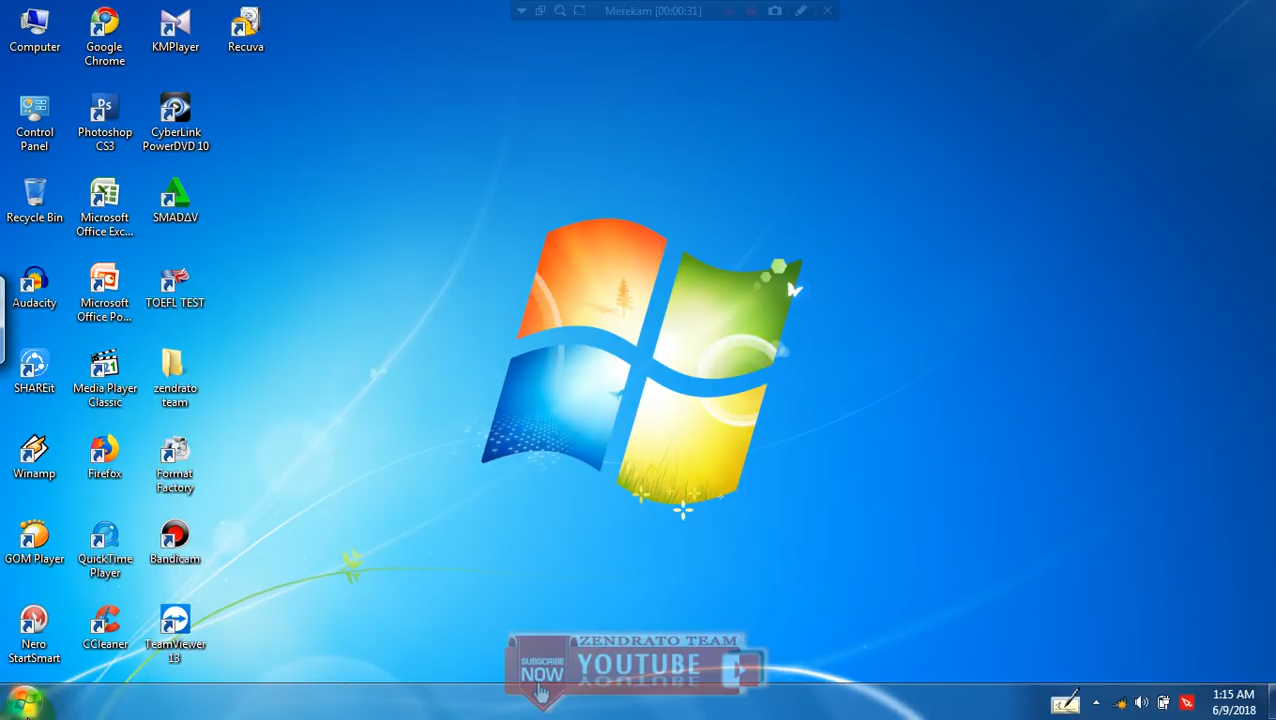 Merekam [00:00:31]
Computer
Google
Chrome
KMPlayer
Recuva
Control
Panel
Ps
Photoshop
CS3
CyberLink
PowerDVD 10
Recycle Bin
Microsoft
Office Exc...
SMADΔV
Audacity
Microsoft
Office Po...
TOEFL TEST
SHAREit
321
Media Player
Classic
zendrato
team
Winamp
Firefox
Format
Factory
GOM Player
QuickTime
Player
Bandicam
Nero
StartSmart
CCleaner
TeamViewer
13
ZENDRATO TEAM
SUBSCRIBE
NOW
YOUTUBE
1:15 AM
6/9/2018